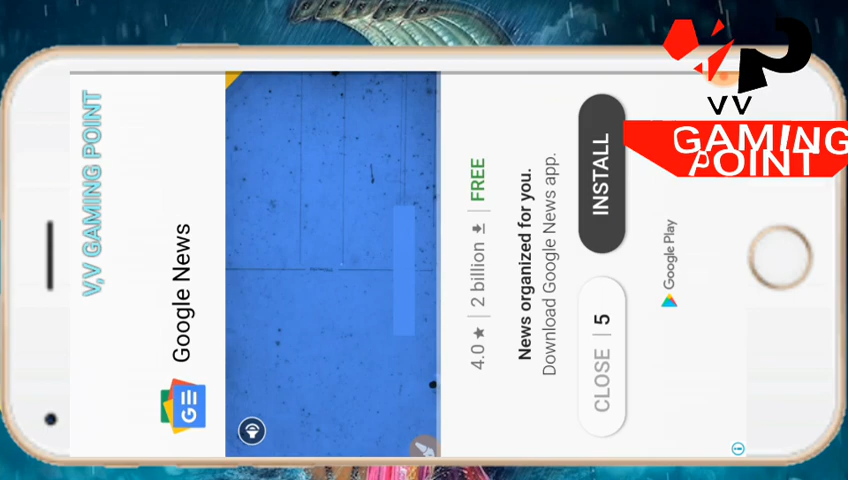 V,V GAMING POINT
Google News
4.0 ★ | 2 billion | FREE
News organized for you.
Download Google News app.
CLOSE | 5
INSTALL
Google Play
VV
GAMING
POINT